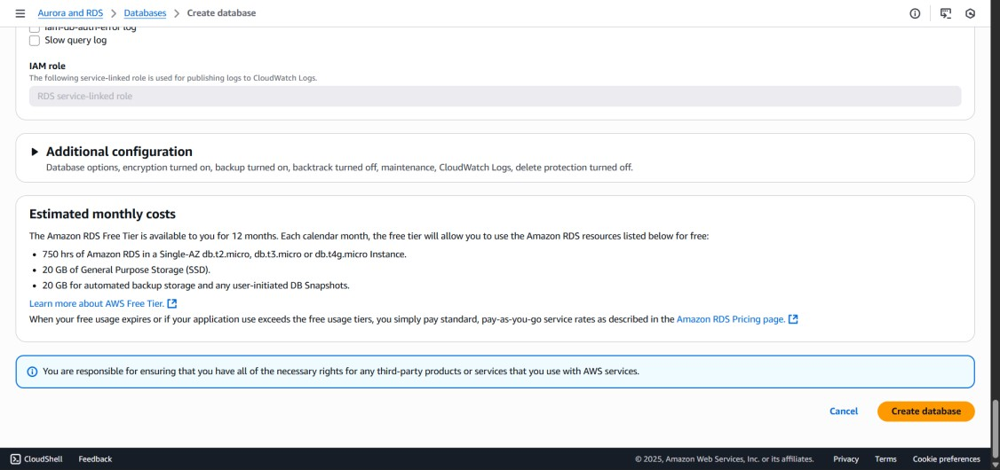 Aurora and RDS > Databases > Create database
iam-db-auth-error log
Slow query log
IAM role
The following service-linked role is used for publishing logs to CloudWatch Logs.
RDS service-linked role
Additional configuration
Database options, encryption turned on, backup turned on, backtrack turned off, maintenance, CloudWatch Logs, delete protection turned off.
Estimated monthly costs
The Amazon RDS Free Tier is available to you for 12 months. Each calendar month, the free tier will allow you to use the Amazon RDS resources listed below for free:
• 750 hrs of Amazon RDS in a Single-AZ db.t2.micro, db.t3.micro or db.t4g.micro Instance.
• 20 GB of General Purpose Storage (SSD).
• 20 GB for automated backup storage and any user-initiated DB Snapshots.
Learn more about AWS Free Tier.
When your free usage expires or if your application use exceeds the free usage tiers, you simply pay standard, pay-as-you-go service rates as described in the Amazon RDS Pricing page.
You are responsible for ensuring that you have all of the necessary rights for any third-party products or services that you use with AWS services.
Cancel Create database
CloudShell Feedback © 2025, Amazon Web Services, Inc. or its affiliates. Privacy Terms Cookie preferences